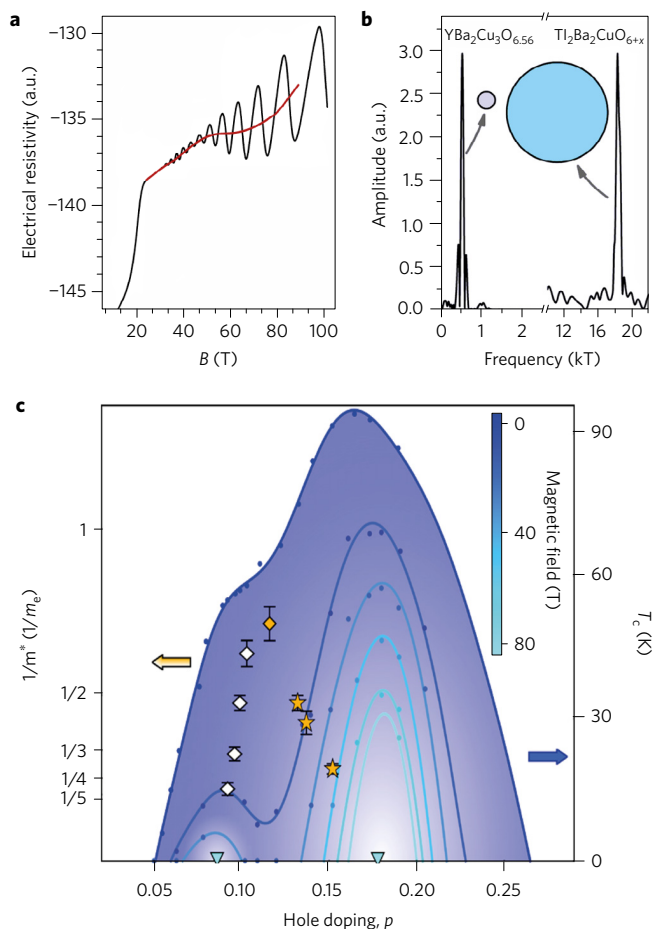 a
−130
−135
−140
−145
Electrical resistivity (a.u.)
20 40 60 80 100
B (T)
b
YBa2Cu3O6.56 TI2Ba2CuO6+x
3.0
2.5
2.0
1.5
1.0
0.5
0.0
Amplitude (a.u.)
0 1 2 12 16 20
Frequency (kT)
c
1
1/2
1/3
1/4
1/5
1/m* (1/me)
0
40
80
Magnetic field (T)
90
60
30
0
Tc (K)
0.05 0.10 0.15 0.20 0.25
Hole doping, p